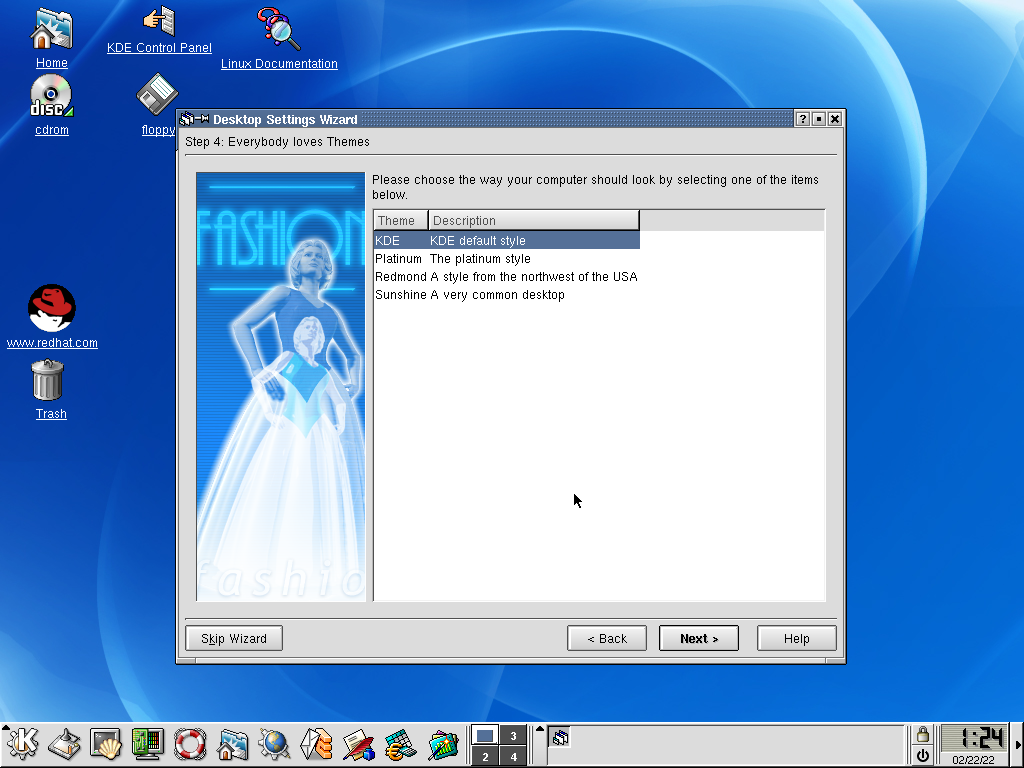 KDE Control Panel
Home
Linux Documentation
disc
cdrom
floppy
Desktop Settings Wizard
Step 4: Everybody loves Themes
FASHION
Please choose the way your computer should look by selecting one of the items
below.
Theme Description
KDE KDE default style
Platinum The platinum style
Redmond A style from the northwest of the USA
Sunshine A very common desktop
www.redhat.com
Trash
fashio
Skip Wizard
< Back
Next >
Help
K
3
2 4
1:24
02/22/22